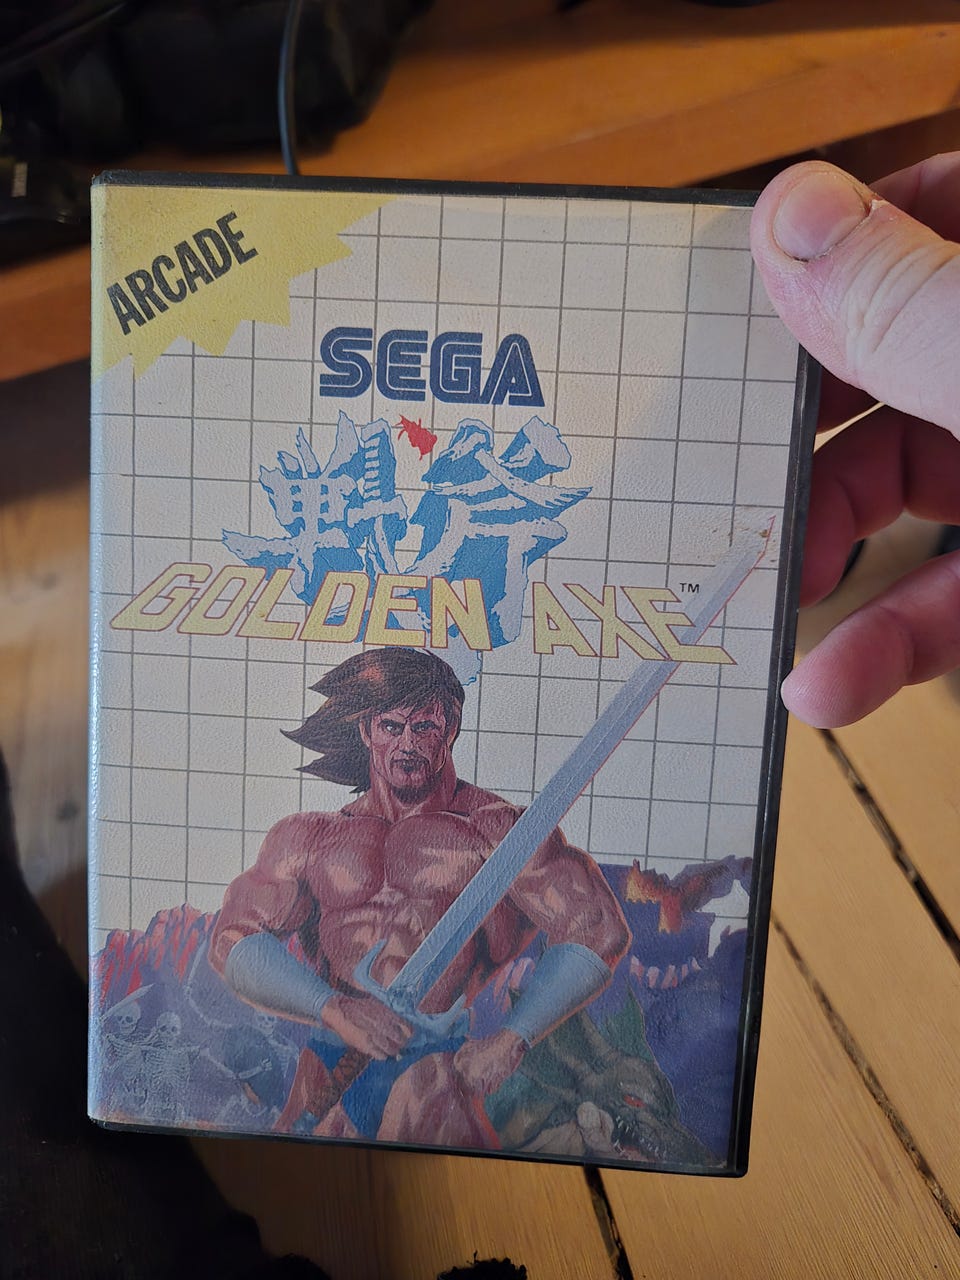 ARCADE
SEGA
戦斧
GOLDEN AXE™